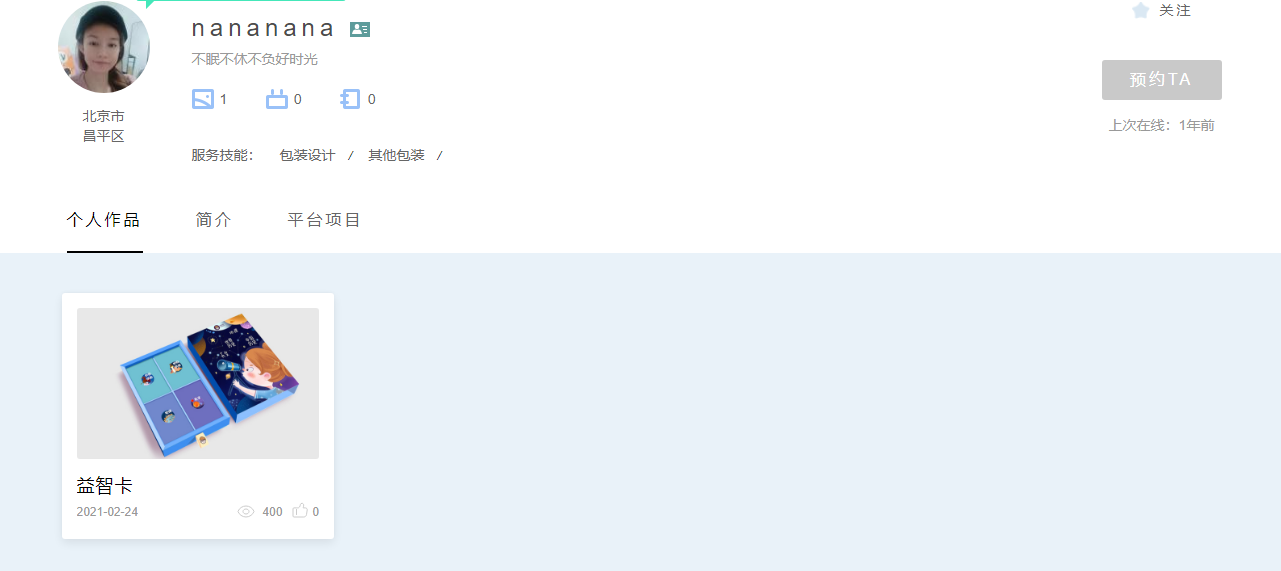 nananana
不眠不休不负好时光
1 0 0
北京市
昌平区
服务技能: 包装设计 / 其他包装 /
关注
预约TA
上次在线: 1年前
个人作品 简介 平台项目
益智卡
2021-02-24 400 0